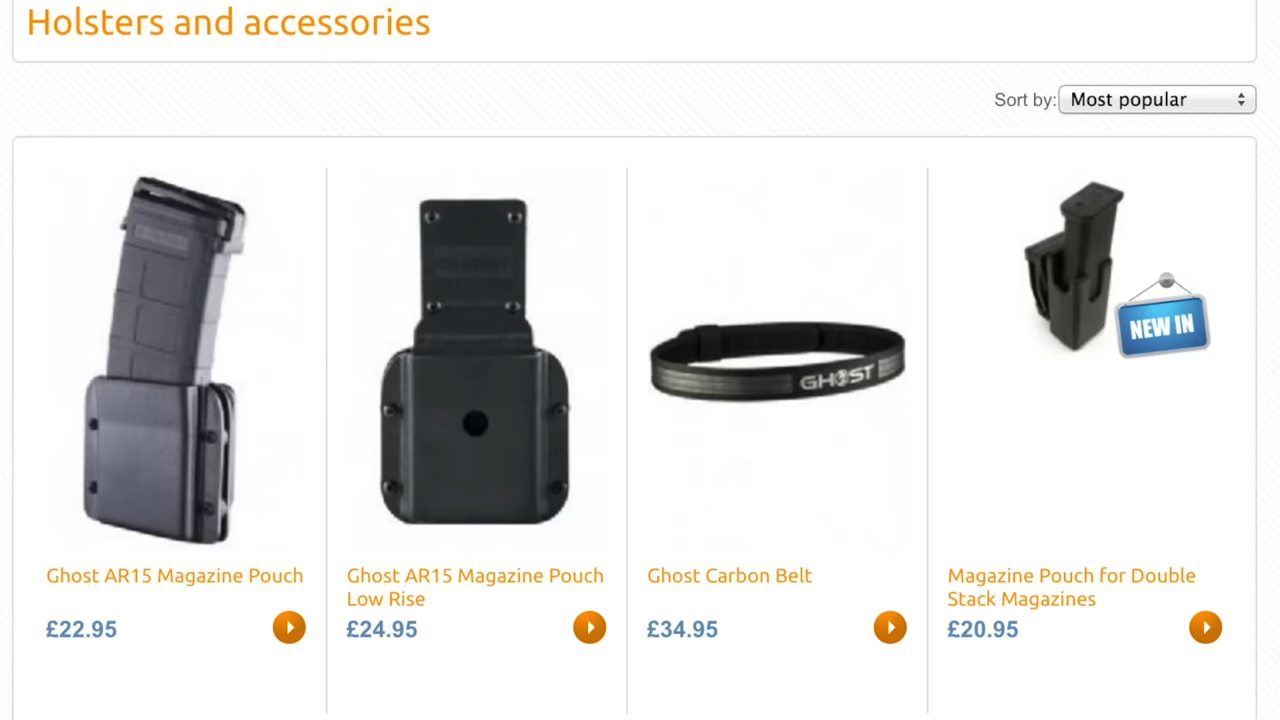 Holsters and accessories
Sort by: Most popular
GHOST
NEW IN
Ghost AR15 Magazine Pouch
Ghost AR15 Magazine Pouch
Low Rise
Ghost Carbon Belt
Magazine Pouch for Double
Stack Magazines
£22.95
£24.95
£34.95
£20.95